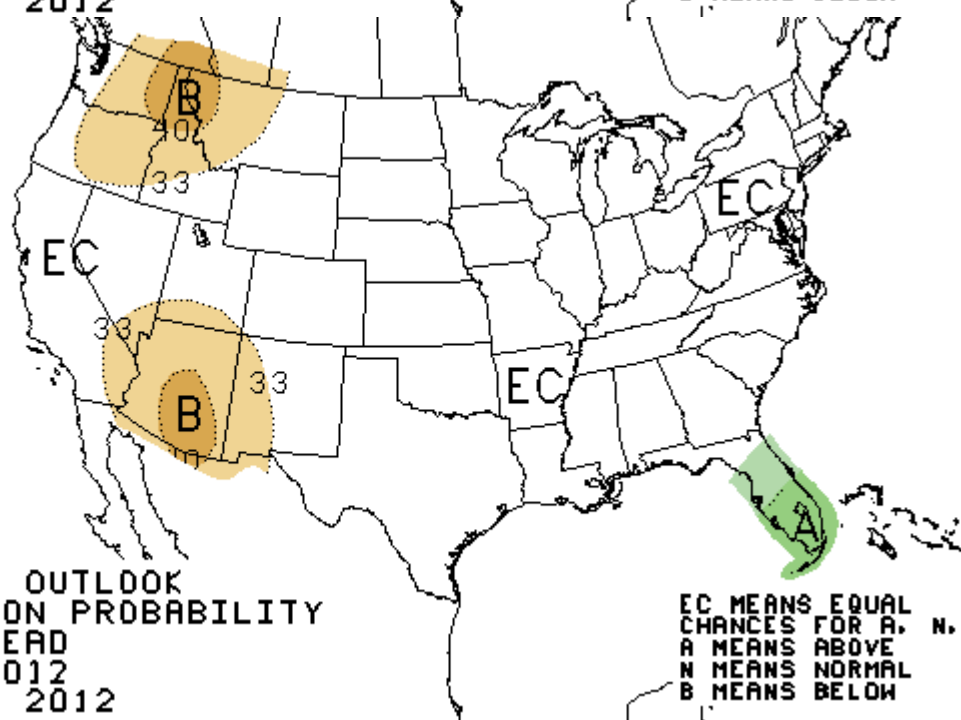 2012
B
40
33
EC
EC
33
33
B
EC
A
OUTLOOK
ON PROBABILITY
EAD
012
2012
EC MEANS EQUAL
CHANCES FOR A, N,
A MEANS ABOVE
N MEANS NORMAL
B MEANS BELOW